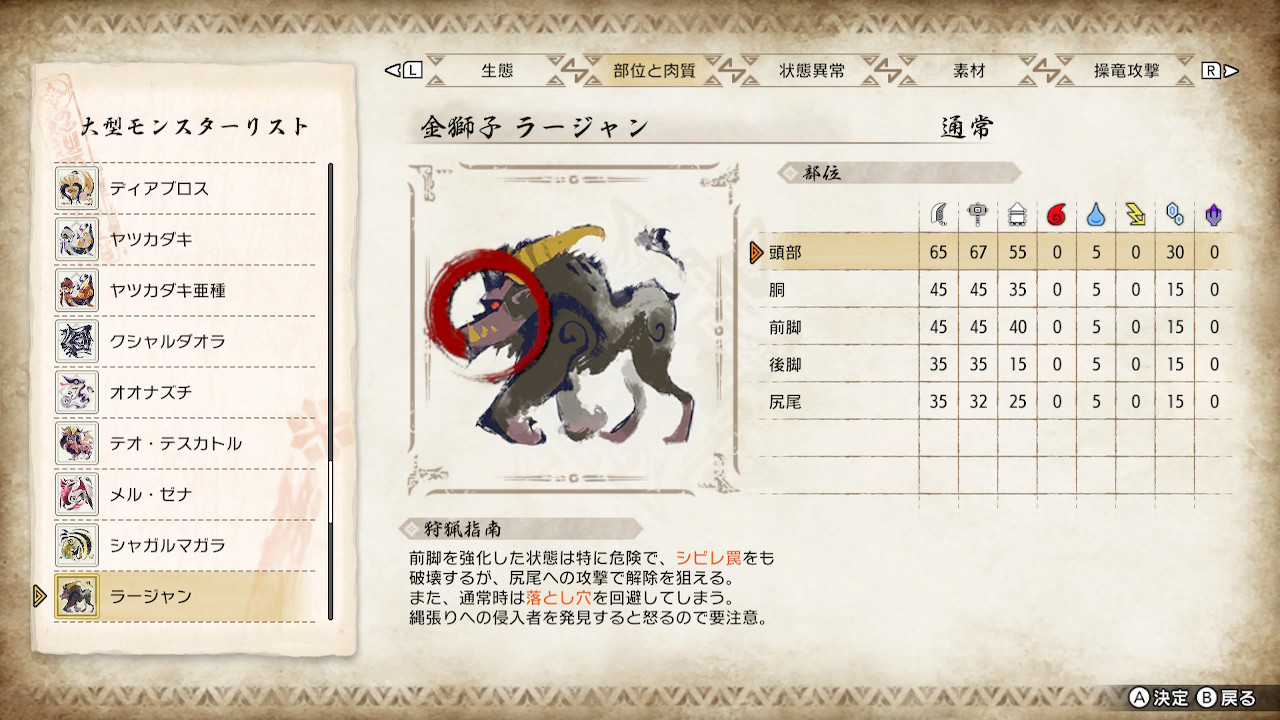 L 生態 部位と肉質 状態異常 素材 操竜攻撃 R
大型モンスターリスト
ディアブロス
ヤツカダキ
ヤツカダキ亜種
クシャルダオラ
オオナズチ
テオ・テスカトル
メル・ゼナ
シャガルマガラ
ラージャン
金獅子 ラージャン 通常
部位
頭部 65 67 55 0 5 0 30 0
胴 45 45 35 0 5 0 15 0
前脚 45 45 40 0 5 0 15 0
後脚 35 35 15 0 5 0 15 0
尻尾 35 32 25 0 5 0 15 0
狩猟指南
前脚を強化した状態は特に危険で、シビレ罠をも
破壊するが、尻尾への攻撃で解除を狙える。
また、通常時は落とし穴を回避してしまう。
縄張りへの侵入者を発見すると怒るので要注意。
A 決定 B 戻る